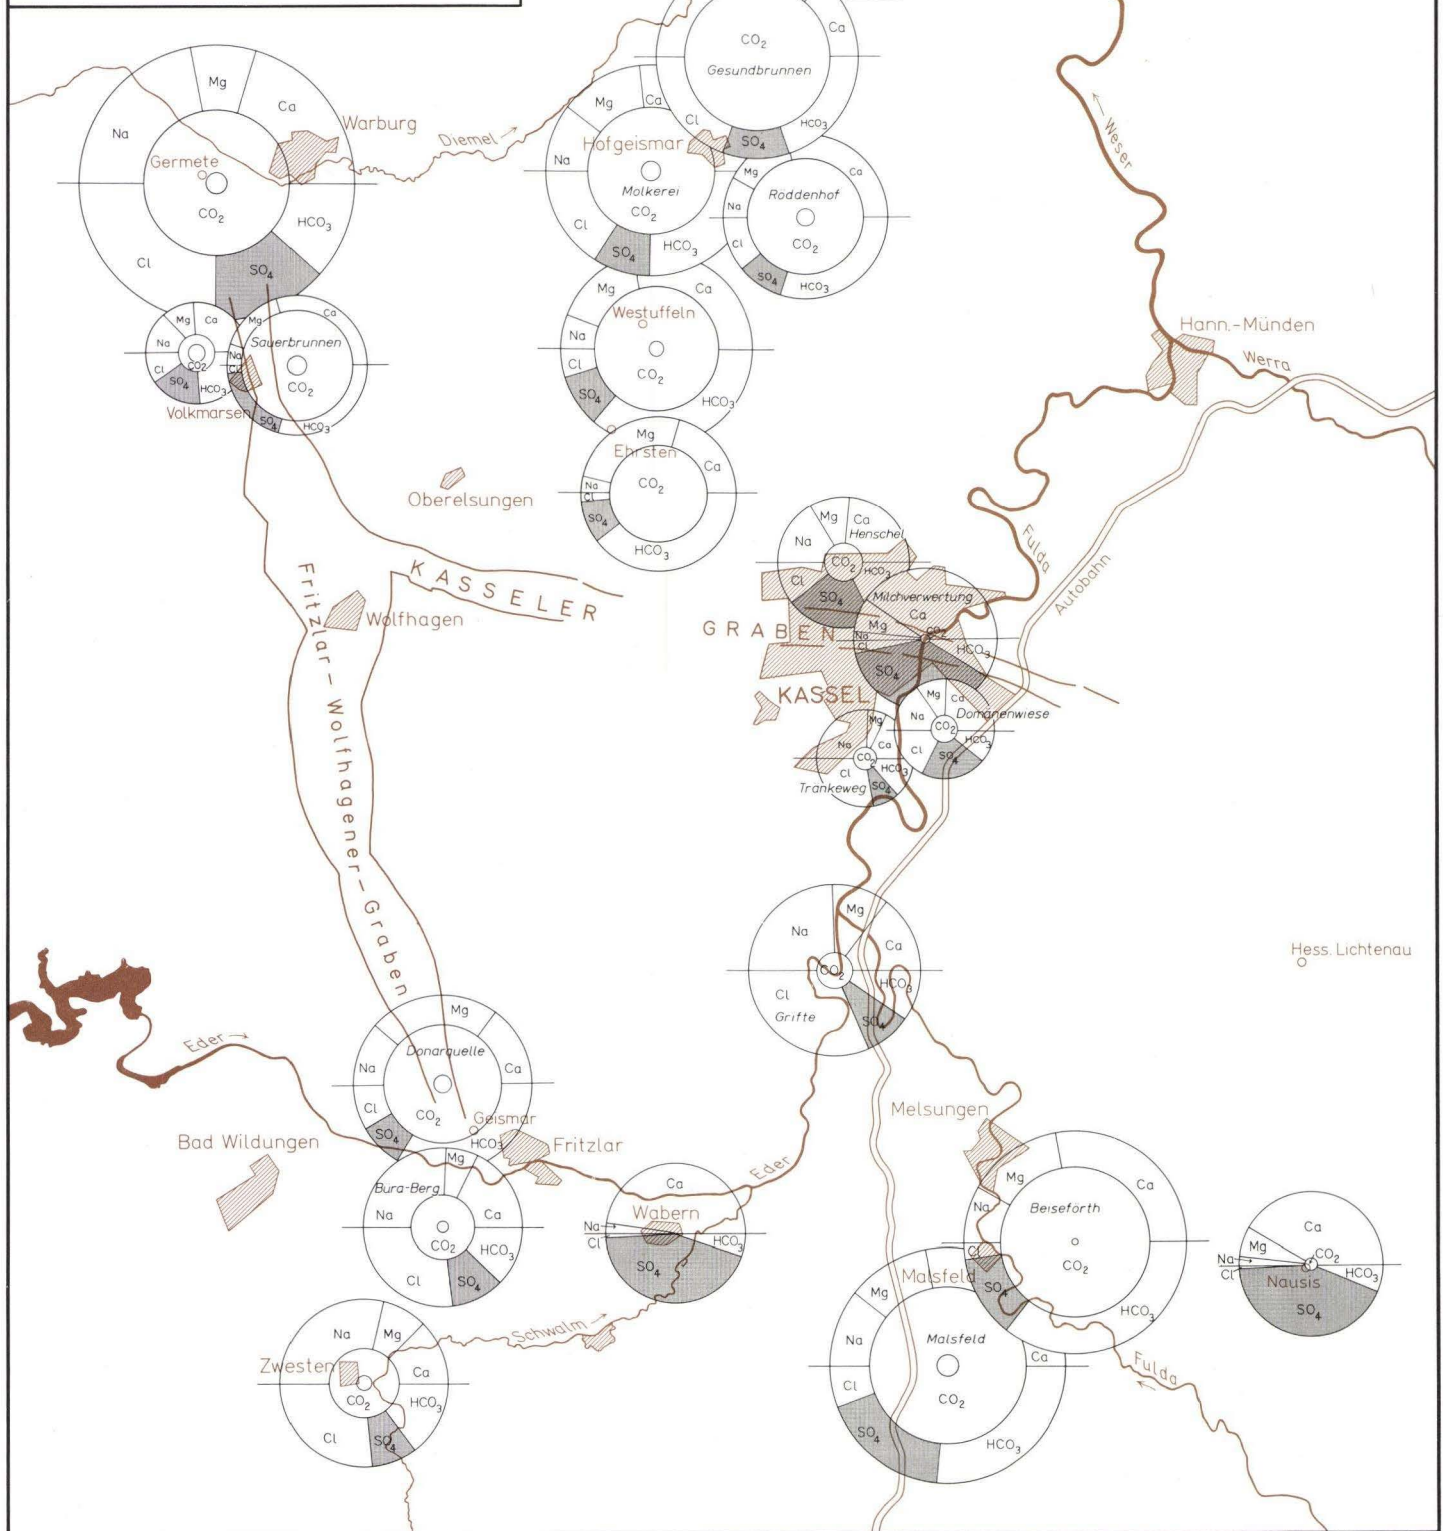 CO2
Ca
Gesundbrunnen
Cl
HCO3
SO4
Mg
Ca
Na
Warburg
Germete
CO2
HCO3
Cl
SO4
Diemel
Mg
Ca
Hofgeismar
Na
Molkerei
CO2
Cl
SO4
HCO3
Mg
Ca
Röddenhof
Na
CO2
Cl
SO4
HCO3
Weser
Mg
Ca
Na
CO2
Cl
SO4
HCO3
Volkmarsen
Mg
Ca
Sauerbrunnen
Na
Cl
CO2
SO4
HCO3
Mg
Ca
Westuffeln
Na
Cl
CO2
SO4
HCO3
Mg
Ehrsten
Ca
Na
Cl
CO2
SO4
HCO3
Hann.-Münden
Werra
Oberelsungen
Fulda
Autobahn
KASSELER
GRABEN
Wolfhagen
Fritzlar-Wolfhagener-Graben
Mg
Ca
Henschel
Na
CO2
HCO3
Cl
SO4
Milchverwertung
Ca
Mg
Na
Cl
CO2
HCO3
SO4
KASSEL
Mg
Ca
Domänenwiese
Na
CO2
HCO3
Cl
SO4
Mg
Na
Ca
CO2
HCO3
Cl
Tränkeweg
SO4
Mg
Na
Ca
CO2
HCO3
Cl
Grifte
SO4
Hess. Lichtenau
Eder
Mg
Donarquelle
Na
Ca
Cl
CO2
SO4
HCO3
Geismar
Fritzlar
Bad Wildungen
Mg
Büra-Berg
Na
Ca
CO2
HCO3
Cl
SO4
Ca
Wabern
Na
Cl
HCO3
SO4
Eder
Melsungen
Mg
Ca
Na
Beiseförth
Cl
CO2
SO4
HCO3
Malsfeld
Mg
Na
Malsfeld
Ca
Cl
CO2
SO4
HCO3
Ca
Mg
Na
Cl
CO2
Nausis
HCO3
SO4
Schwalm
Na
Mg
Zwesten
Ca
CO2
HCO3
Cl
SO4
Fulda